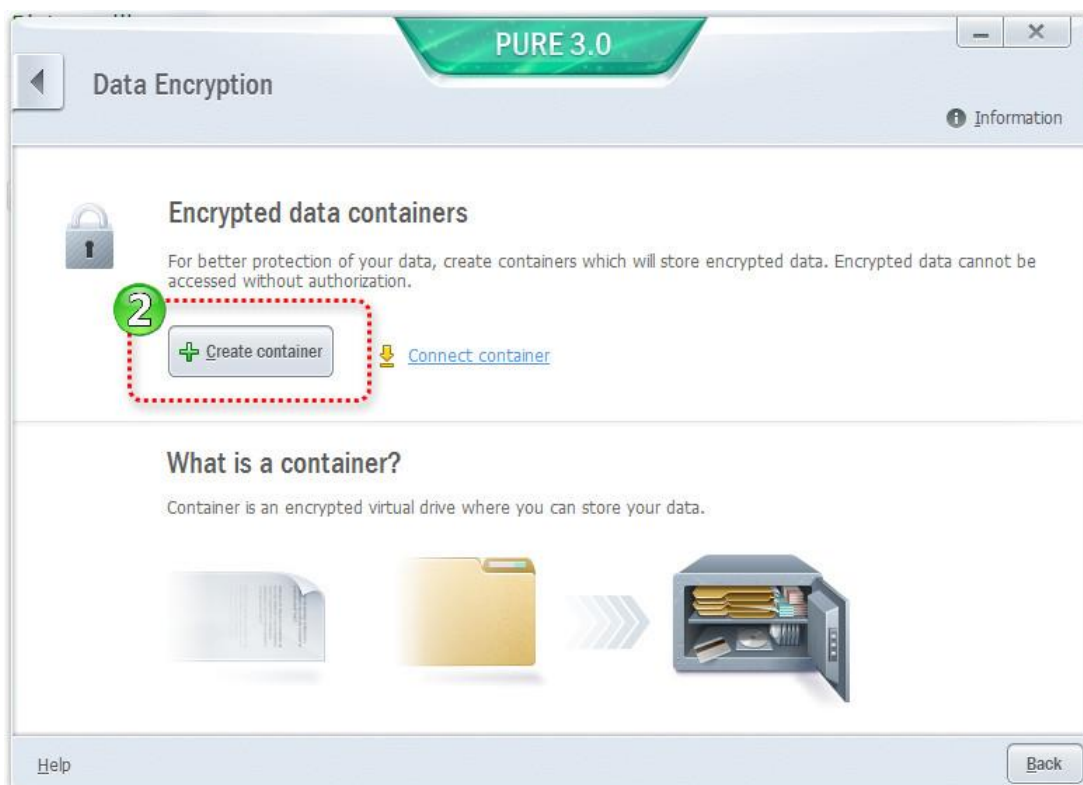 PURE 3.0
Data Encryption
Information
Encrypted data containers
For better protection of your data, create containers which will store encrypted data. Encrypted data cannot be
accessed without authorization.
2
Create container
Connect container
What is a container?
Container is an encrypted virtual drive where you can store your data.
Help
Back